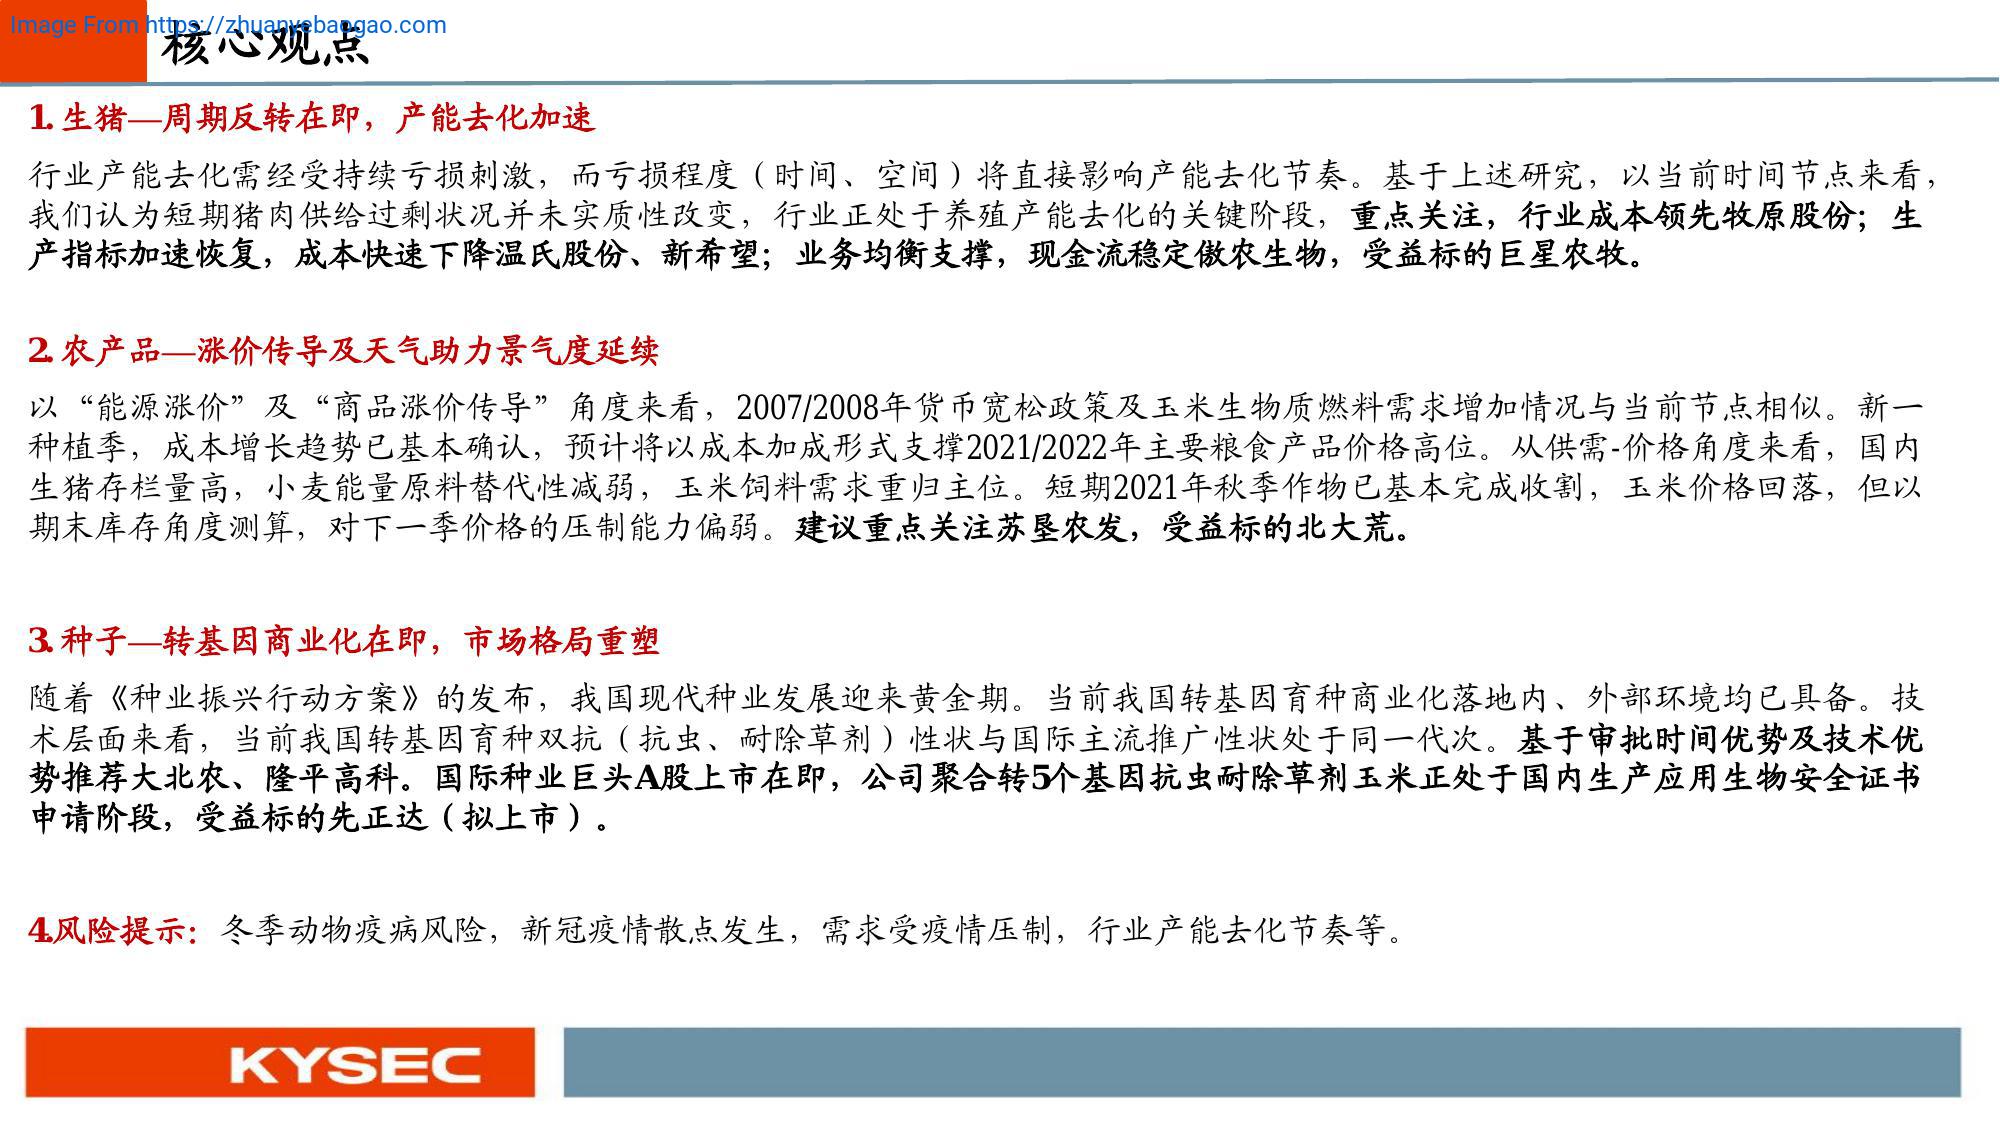 Image From https://zhuanyebaogao.com
核心观点
1. 生猪—周期反转在即，产能去化加速
行业产能去化需经受持续亏损刺激，而亏损程度（时间、空间）将直接影响产能去化节奏。基于上述研究，以当前时间节点来看，
我们认为短期猪肉供给过剩状况并未实质性改变，行业正处于养殖产能去化的关键阶段，重点关注，行业成本领先牧原股份；生
产指标加速恢复，成本快速下降温氏股份、新希望；业务均衡支撑，现金流稳定傲农生物，受益标的巨星农牧。
2. 农产品—涨价传导及天气助力景气度延续
以“能源涨价”及“商品涨价传导”角度来看，2007/2008年货币宽松政策及玉米生物质燃料需求增加情况与当前节点相似。新一
种植季，成本增长趋势已基本确认，预计将以成本加成形式支撑2021/2022年主要粮食产品价格高位。从供需-价格角度来看，国内
生猪存栏量高，小麦能量原料替代性减弱，玉米饲料需求重归主位。短期2021年秋季作物已基本完成收割，玉米价格回落，但以
期末库存角度测算，对下一季价格的压制能力偏弱。建议重点关注苏垦农发，受益标的北大荒。
3. 种子—转基因商业化在即，市场格局重塑
随着《种业振兴行动方案》的发布，我国现代种业发展迎来黄金期。当前我国转基因育种商业化落地内、外部环境均已具备。技
术层面来看，当前我国转基因育种双抗（抗虫、耐除草剂）性状与国际主流推广性状处于同一代次。基于审批时间优势及技术优
势推荐大北农、隆平高科。国际种业巨头A股上市在即，公司聚合转5个基因抗虫耐除草剂玉米正处于国内生产应用生物安全证书
申请阶段，受益标的先正达（拟上市）。
4.风险提示：冬季动物疫病风险，新冠疫情散点发生，需求受疫情压制，行业产能去化节奏等。
KYSEC